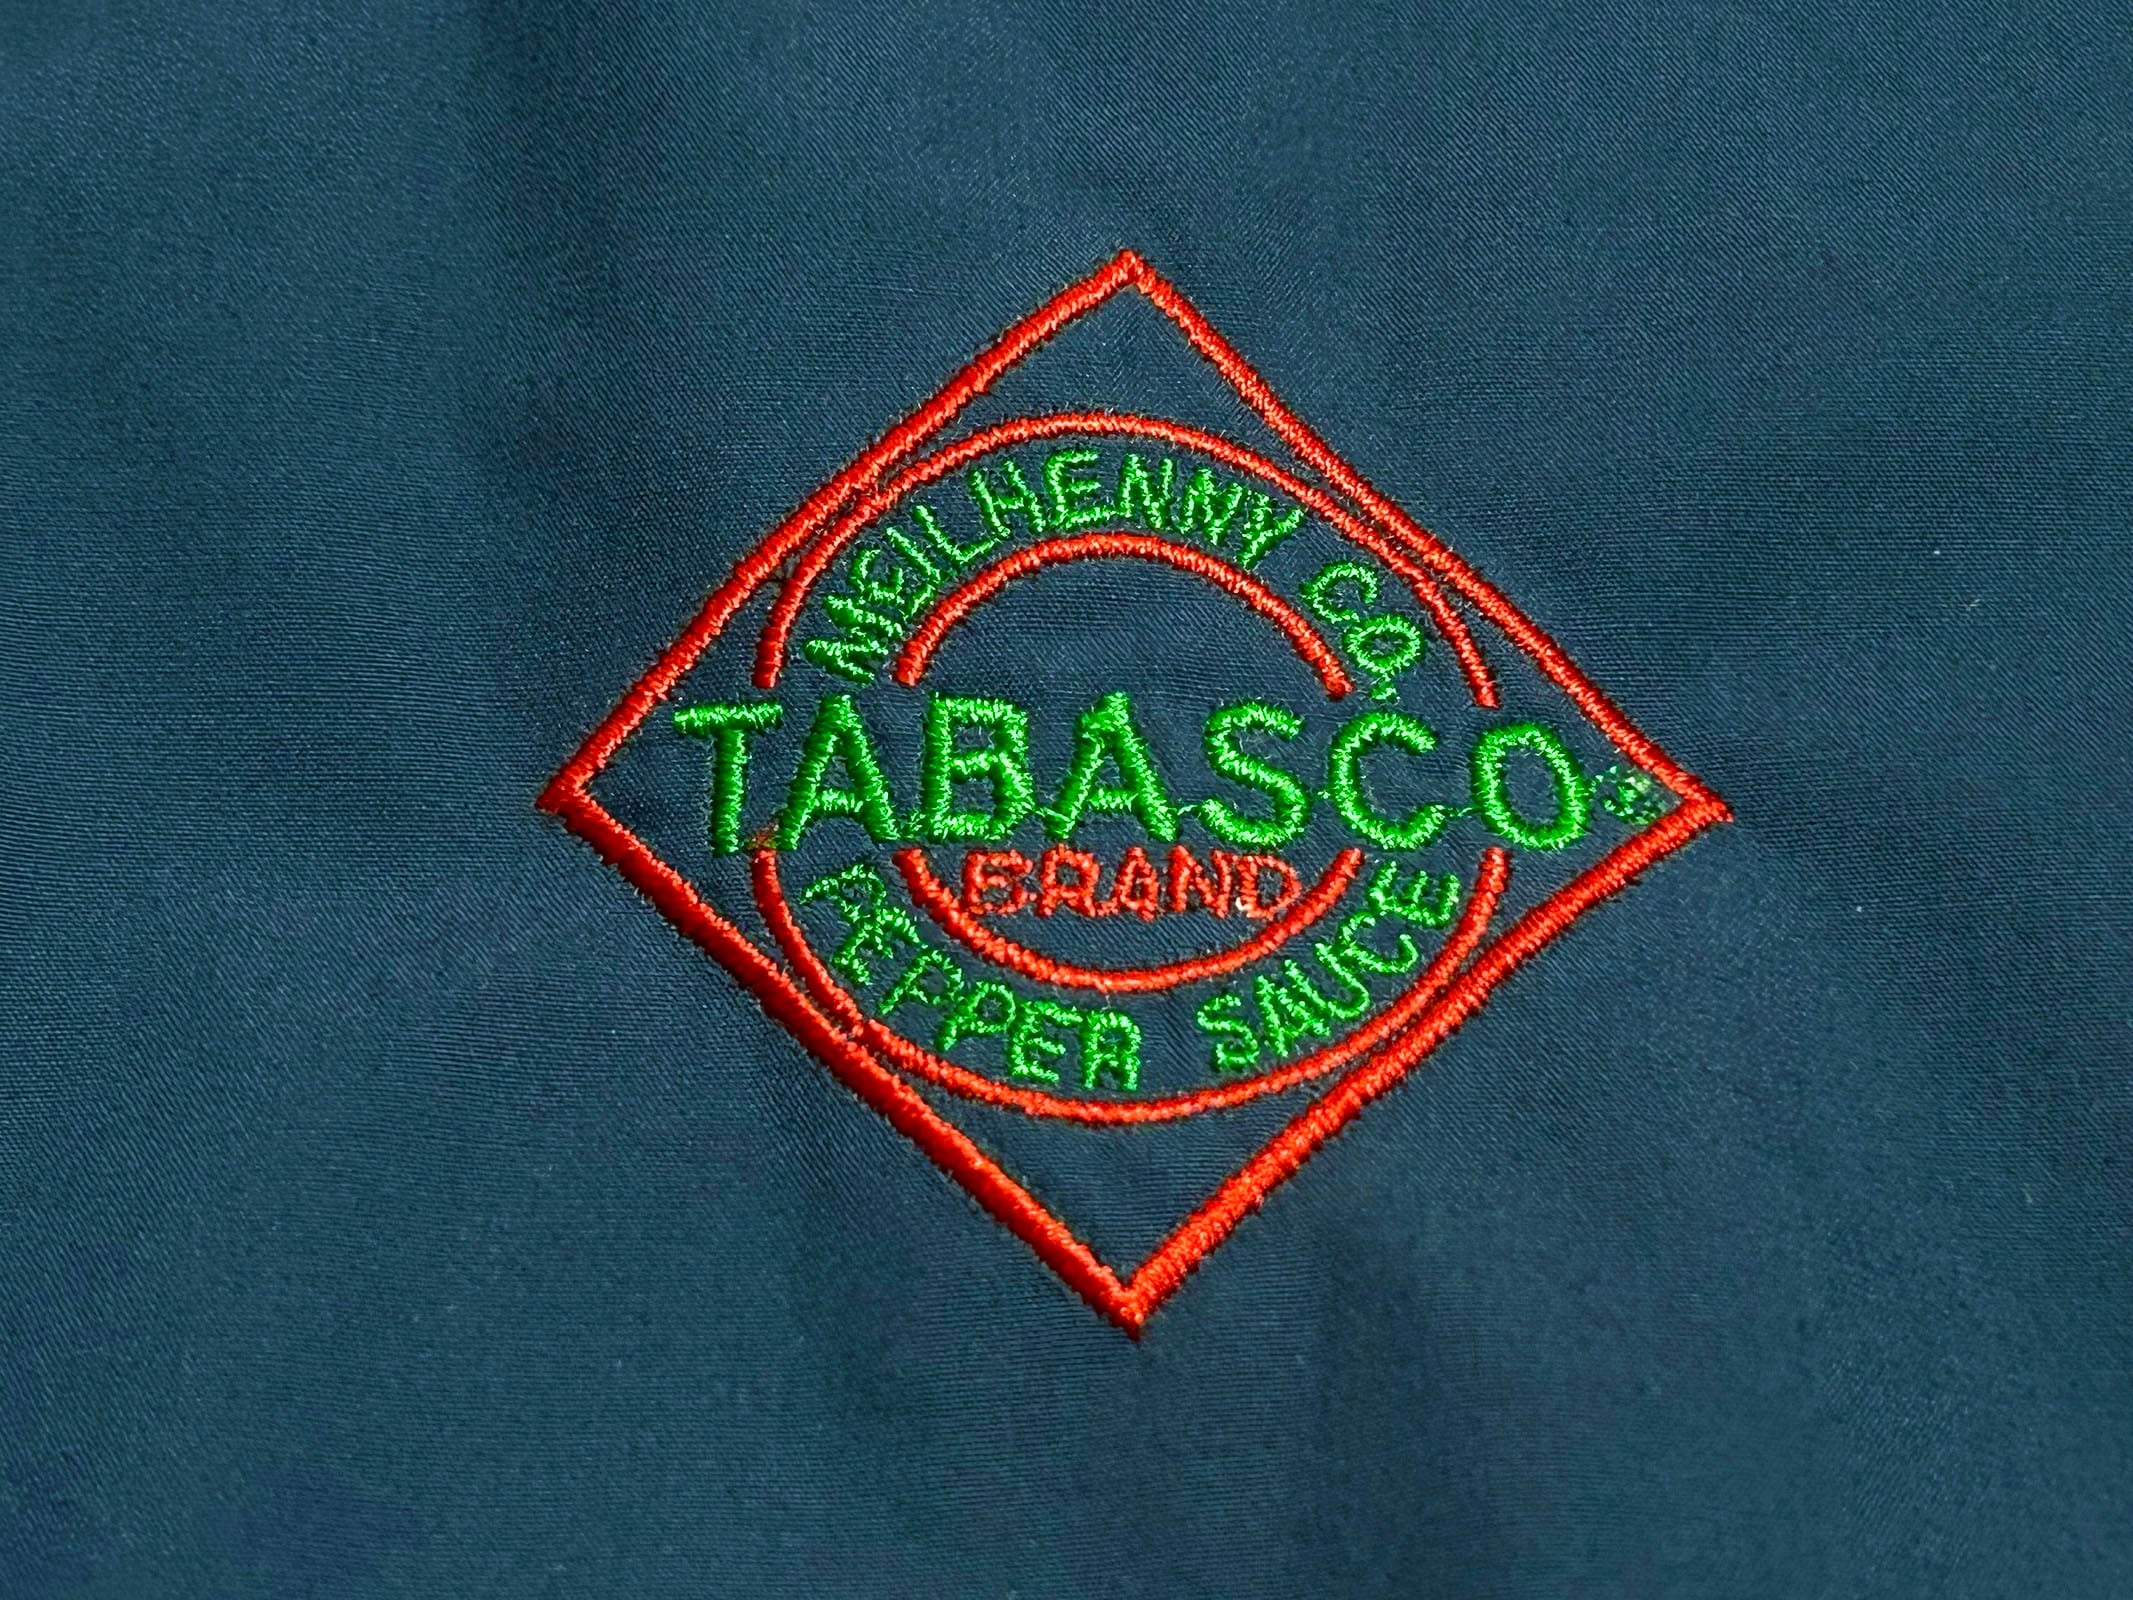 McILHENNY CO.
TABASCO®
BRAND
PEPPER SAUCE